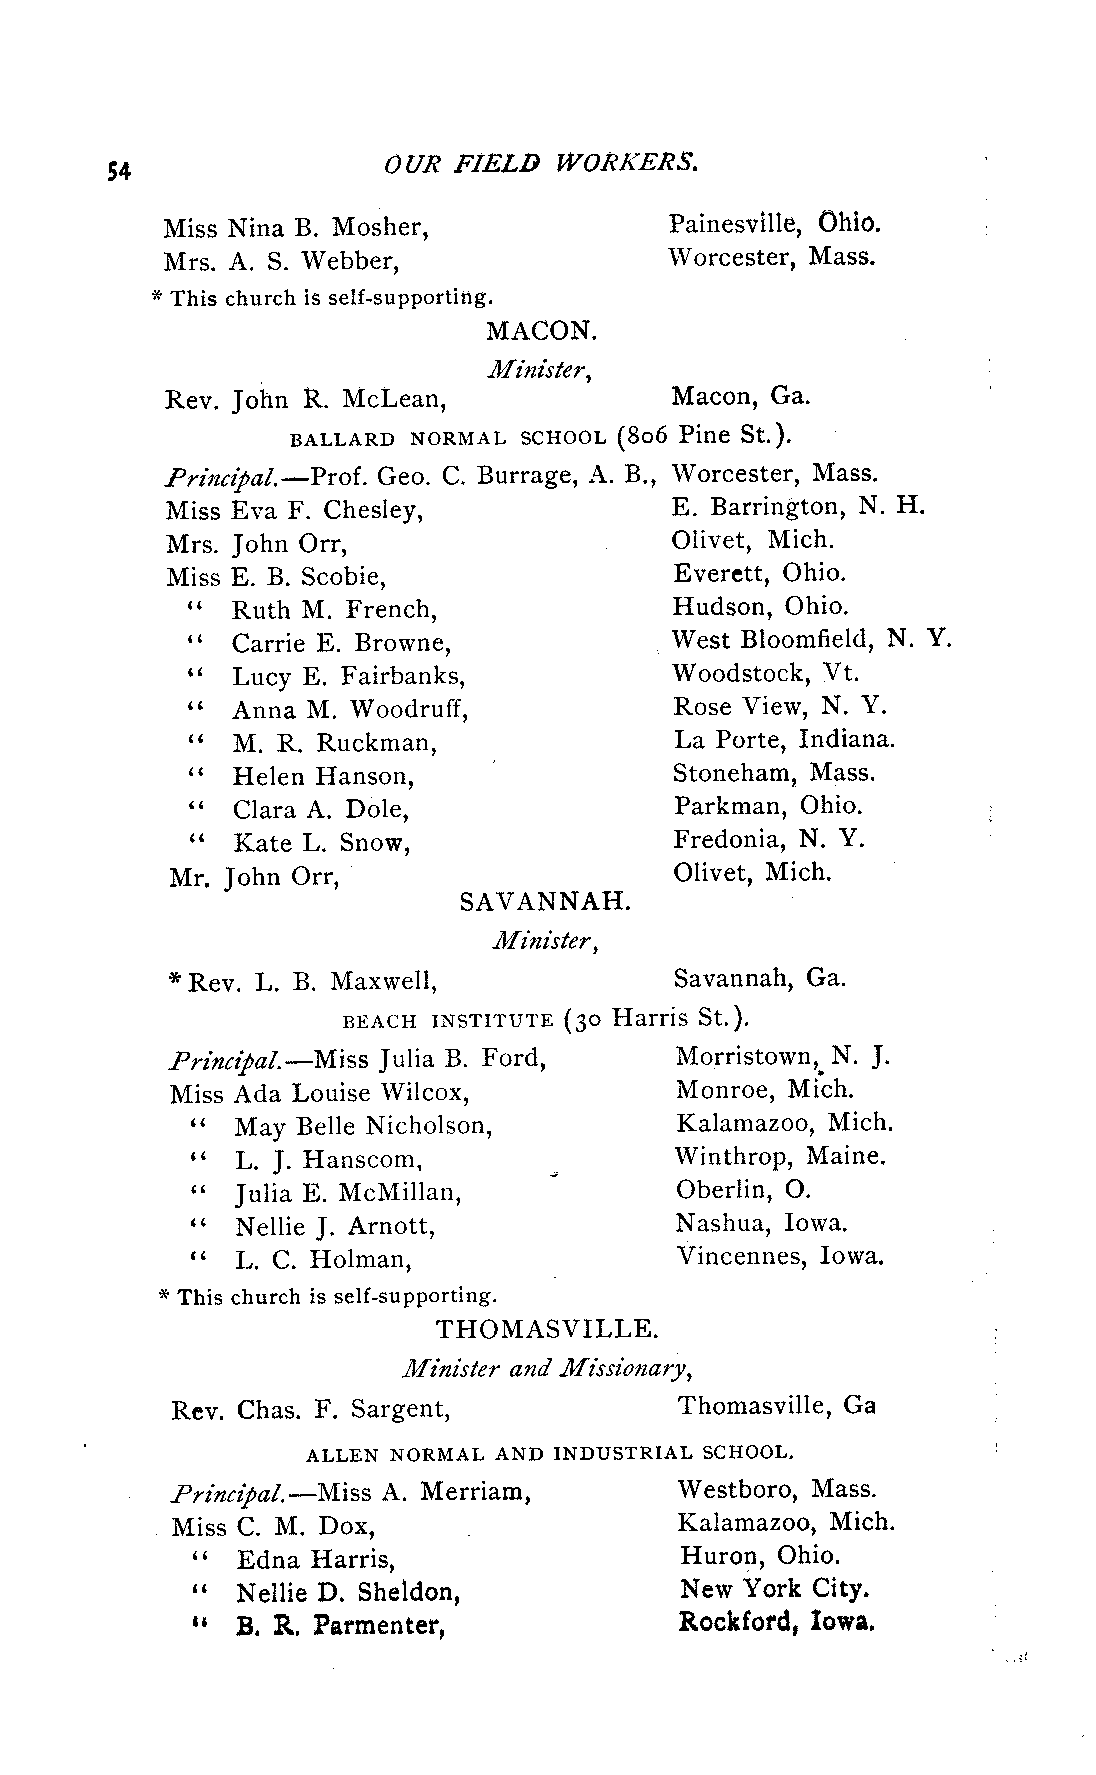 54 OUR FIELD WORKERS.
Miss Nina B. Mosher, Painesville, Ohio.
Mrs. A. S. Webber, Worcester, Mass.
* This church is self-supporting.
MACON.
Minister,
Rev. John R. McLean, Macon, Ga.
BALLARD NORMAL SCHOOL (806 Pine St.).
Principal.—Prof. Geo. C. Burrage, A. B., Worcester, Mass.
Miss Eva F. Chesley, E. Barrington, N. H.
Mrs. John Orr, Olivet, Mich.
Miss E. B. Scobie, Everett, Ohio.
“ Ruth M. French, Hudson, Ohio.
“ Carrie E. Browne, West Bloomfield, N. Y.
“ Lucy E. Fairbanks, Woodstock, Vt.
“ Anna M. Woodruff, Rose View, N. Y.
“ M. R. Ruckman, La Porte, Indiana.
“ Helen Hanson, Stoneham, Mass.
“ Clara A. Dole, Parkman, Ohio.
“ Kate L. Snow, Fredonia, N. Y.
Mr. John Orr, Olivet, Mich.
SAVANNAH.
Minister,
* Rev. L. B. Maxwell, Savannah, Ga.
BEACH INSTITUTE (30 Harris St.).
Principal.—Miss Julia B. Ford, Morristown, N. J.
Miss Ada Louise Wilcox, Monroe, Mich.
“ May Belle Nicholson, Kalamazoo, Mich.
“ L. J. Hanscom, Winthrop, Maine.
“ Julia E. McMillan, Oberlin, O.
“ Nellie J. Arnott, Nashua, Iowa.
“ L. C. Holman, Vincennes, Iowa.
* This church is self-supporting.
THOMASVILLE.
Minister and Missionary,
Rev. Chas. F. Sargent, Thomasville, Ga
ALLEN NORMAL AND INDUSTRIAL SCHOOL.
Principal.—Miss A. Merriam, Westboro, Mass.
Miss C. M. Dox, Kalamazoo, Mich.
“ Edna Harris, Huron, Ohio.
“ Nellie D. Sheldon, New York City.
“ B. R. Parmenter, Rockford, Iowa.